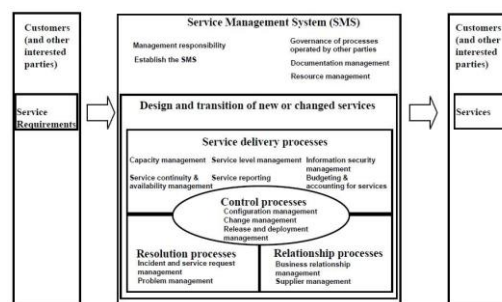 Customers
(and other
interested
parties)
Service
Requirements
Service Management System (SMS)
Management responsibility
Establish the SMS
Governance of processes
operated by other parties
Documentation management
Resource management
Design and transition of new or changed services
Service delivery processes
Capacity management
Service continuity &
availability management
Service level management
Service reporting
Information security
management
Budgeting &
accounting for services
Control processes
Configuration management
Change management
Release and deployment
management
Resolution processes
Incident and service request
management
Problem management
Relationship processes
Business relationship
management
Supplier management
Customers
(and other
interested
parties)
Services